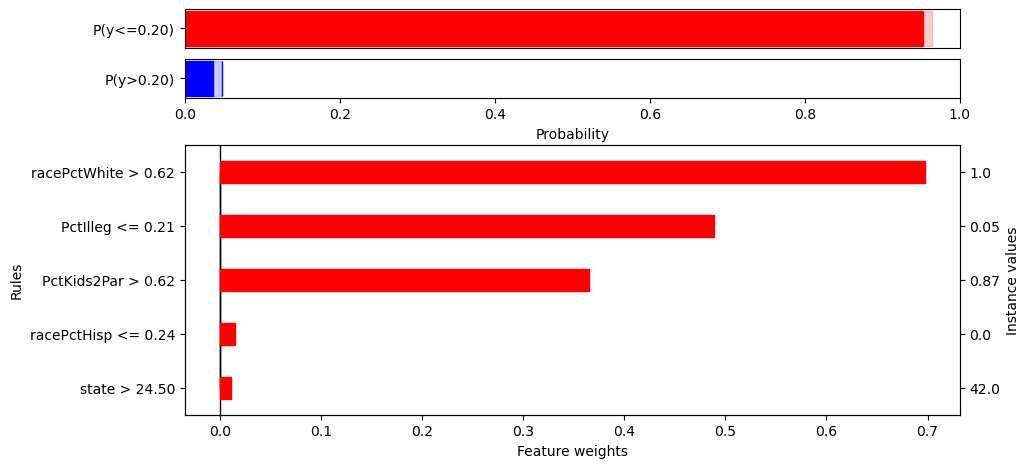 P(y<=0.20)
P(y>0.20)
0.0 0.2 0.4 0.6 0.8 1.0
Probability
Rules
racePctWhite > 0.62 1.0
PctIlleg <= 0.21 0.05
PctKids2Par > 0.62 0.87
racePctHisp <= 0.24 0.0
state > 24.50 42.0
Instance values
0.0 0.1 0.2 0.3 0.4 0.5 0.6 0.7
Feature weights